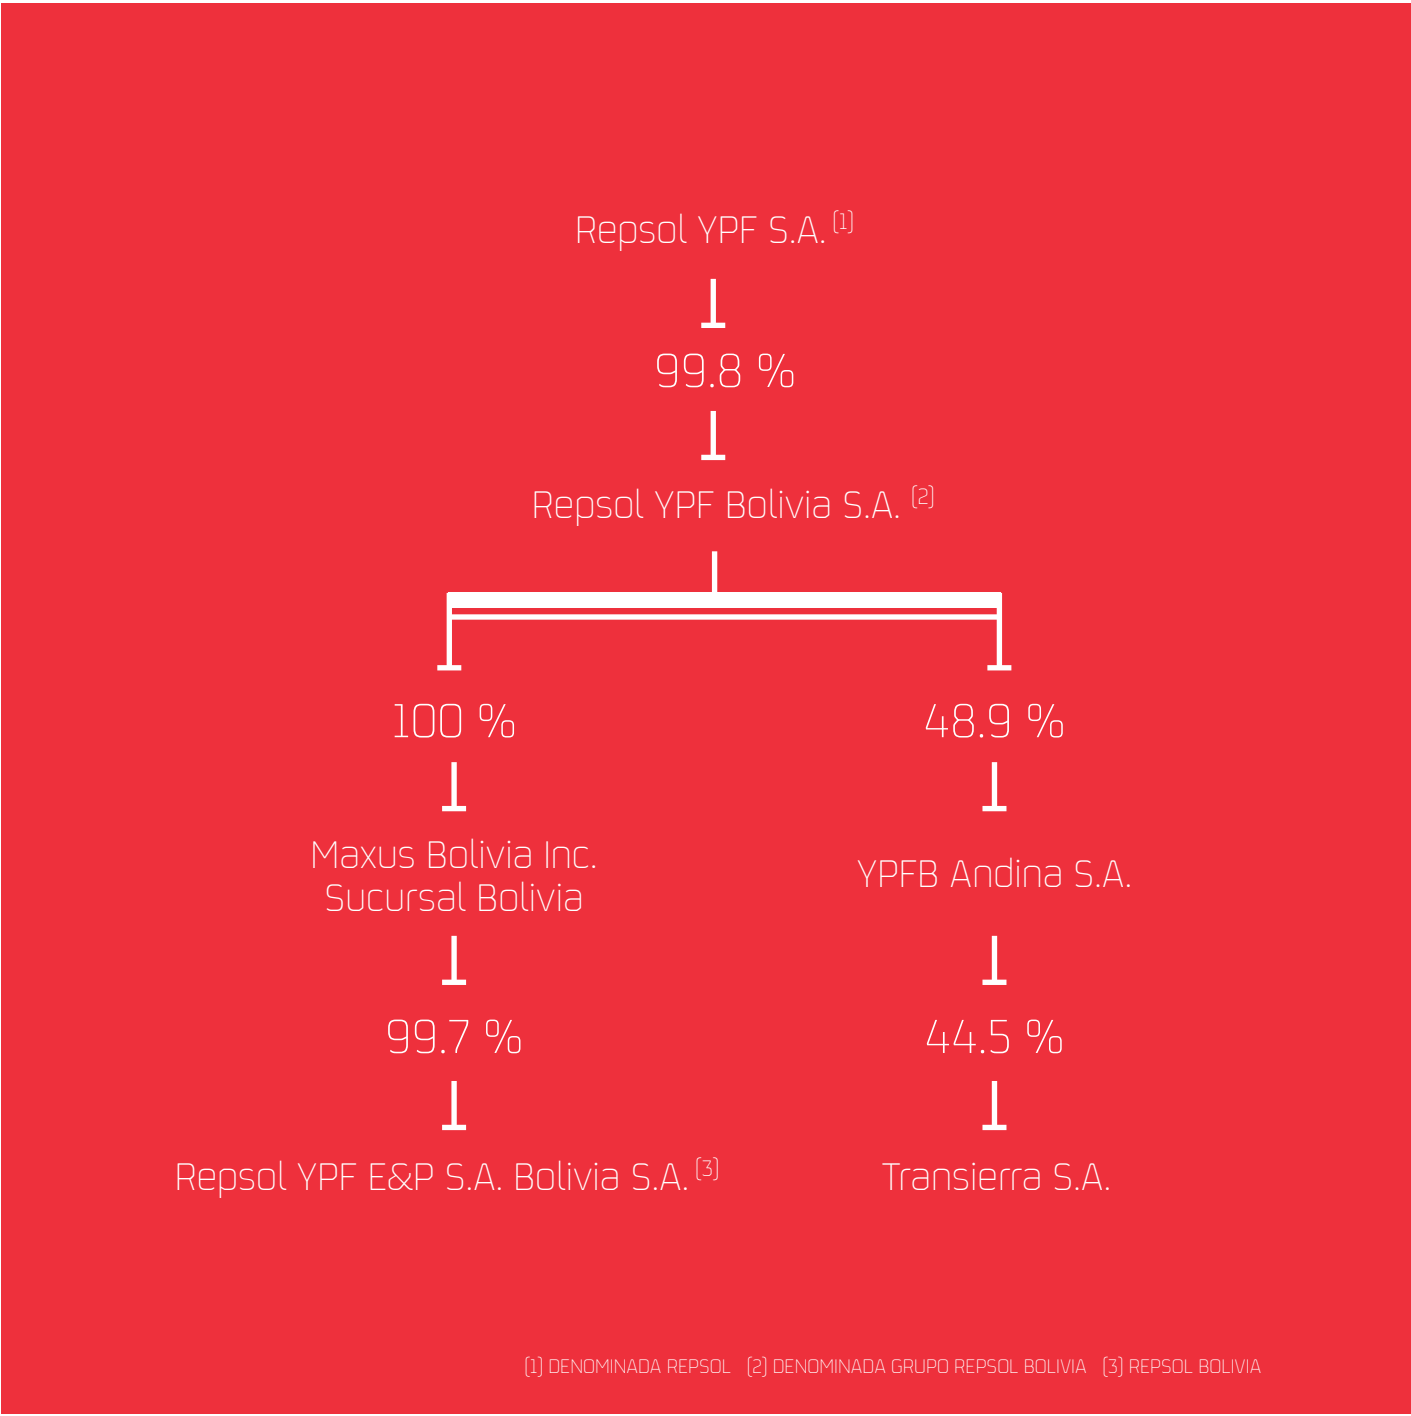 Repsol YPF S.A. (1)
99.8 %
Repsol YPF Bolivia S.A. (2)
100 %
48.9 %
Maxus Bolivia Inc.
Sucursal Bolivia
YPFB Andina S.A.
99.7 %
44.5 %
Repsol YPF E&P S.A. Bolivia S.A. (3)
Transierra S.A.
(1) DENOMINADA REPSOL (2) DENOMINADA GRUPO REPSOL BOLIVIA (3) REPSOL BOLIVIA